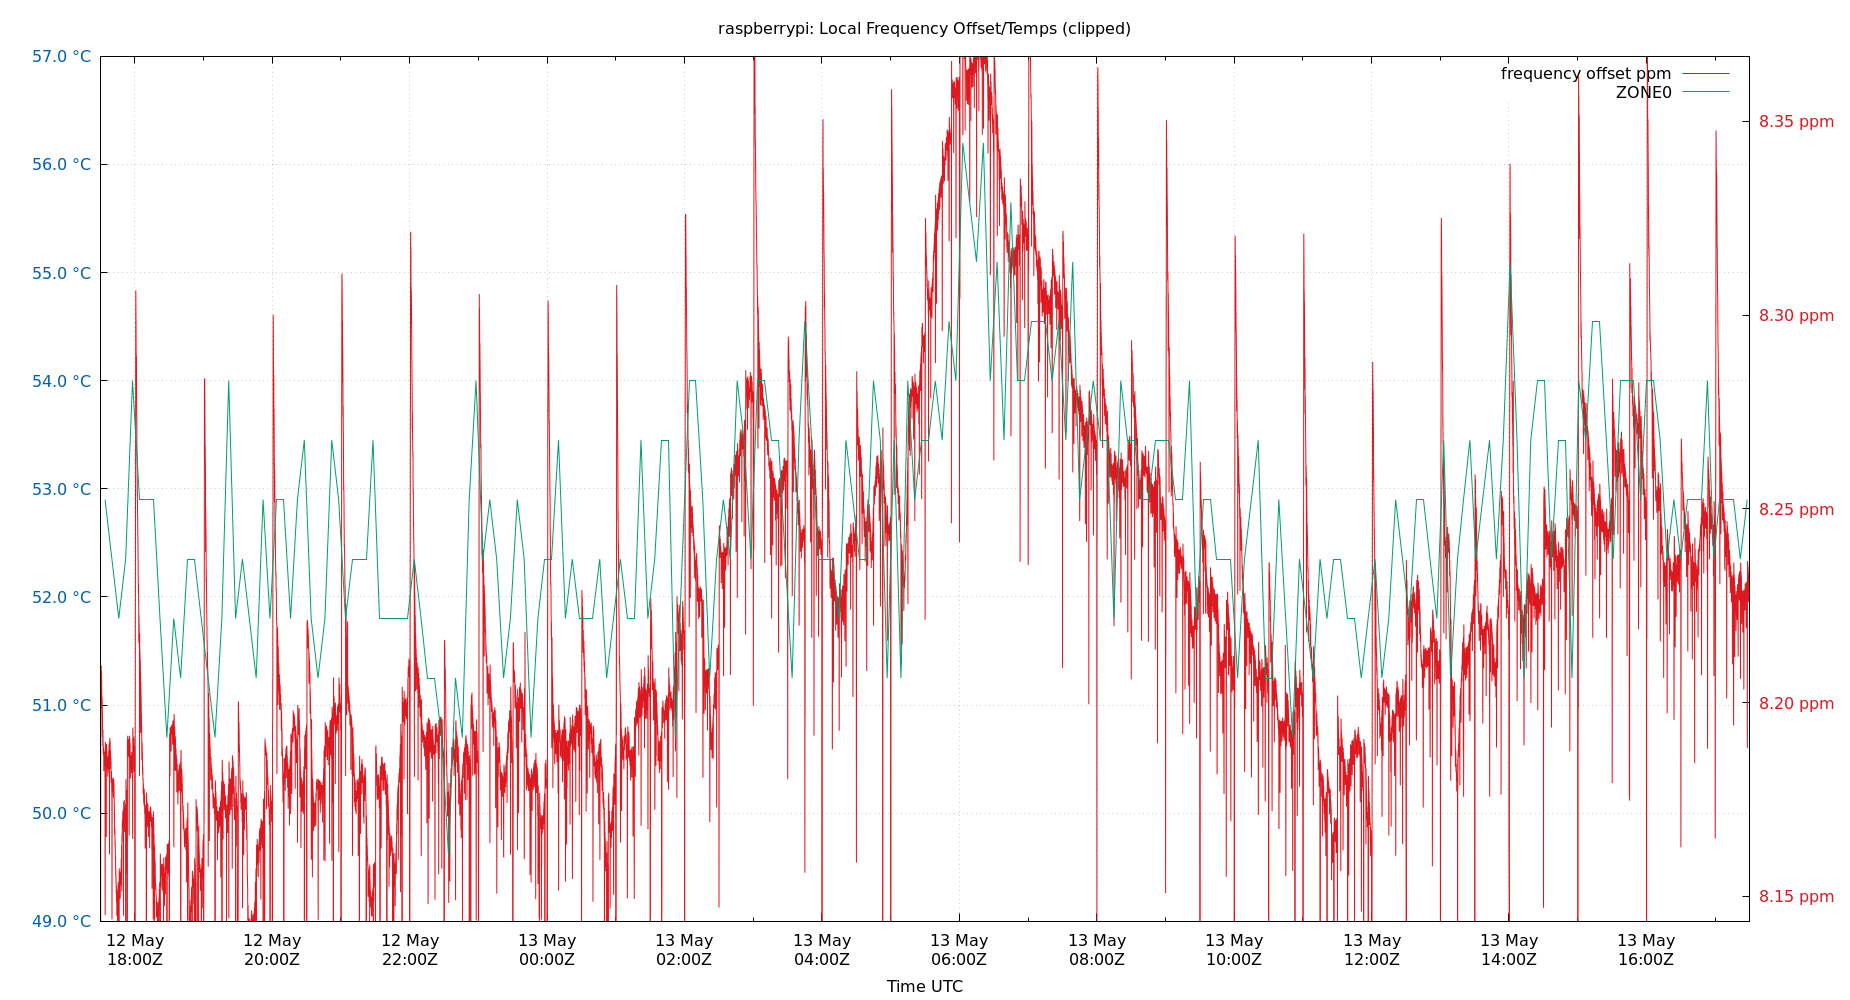 raspberrypi: Local Frequency Offset/Temps (clipped)
57.0 °C
56.0 °C
55.0 °C
54.0 °C
53.0 °C
52.0 °C
51.0 °C
50.0 °C
49.0 °C
frequency offset ppm
ZONE0
8.35 ppm
8.30 ppm
8.25 ppm
8.20 ppm
8.15 ppm
12 May 12 May 12 May 13 May 13 May 13 May 13 May 13 May 13 May 13 May 13 May 13 May
18:00Z 20:00Z 22:00Z 00:00Z 02:00Z 04:00Z 06:00Z 08:00Z 10:00Z 12:00Z 14:00Z 16:00Z
Time UTC